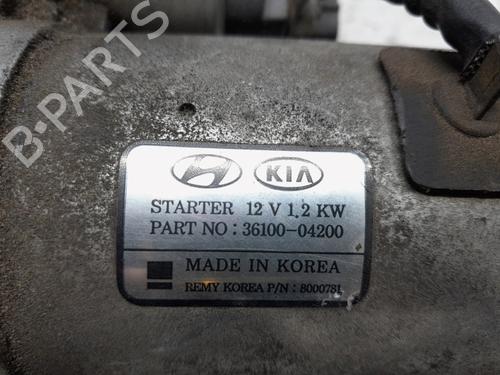 B-PARTS
KIA
STARTER 12 V 1.2 KW
PART NO : 36100-04200
MADE IN KOREA
REMY KOREA P/N : 8000781